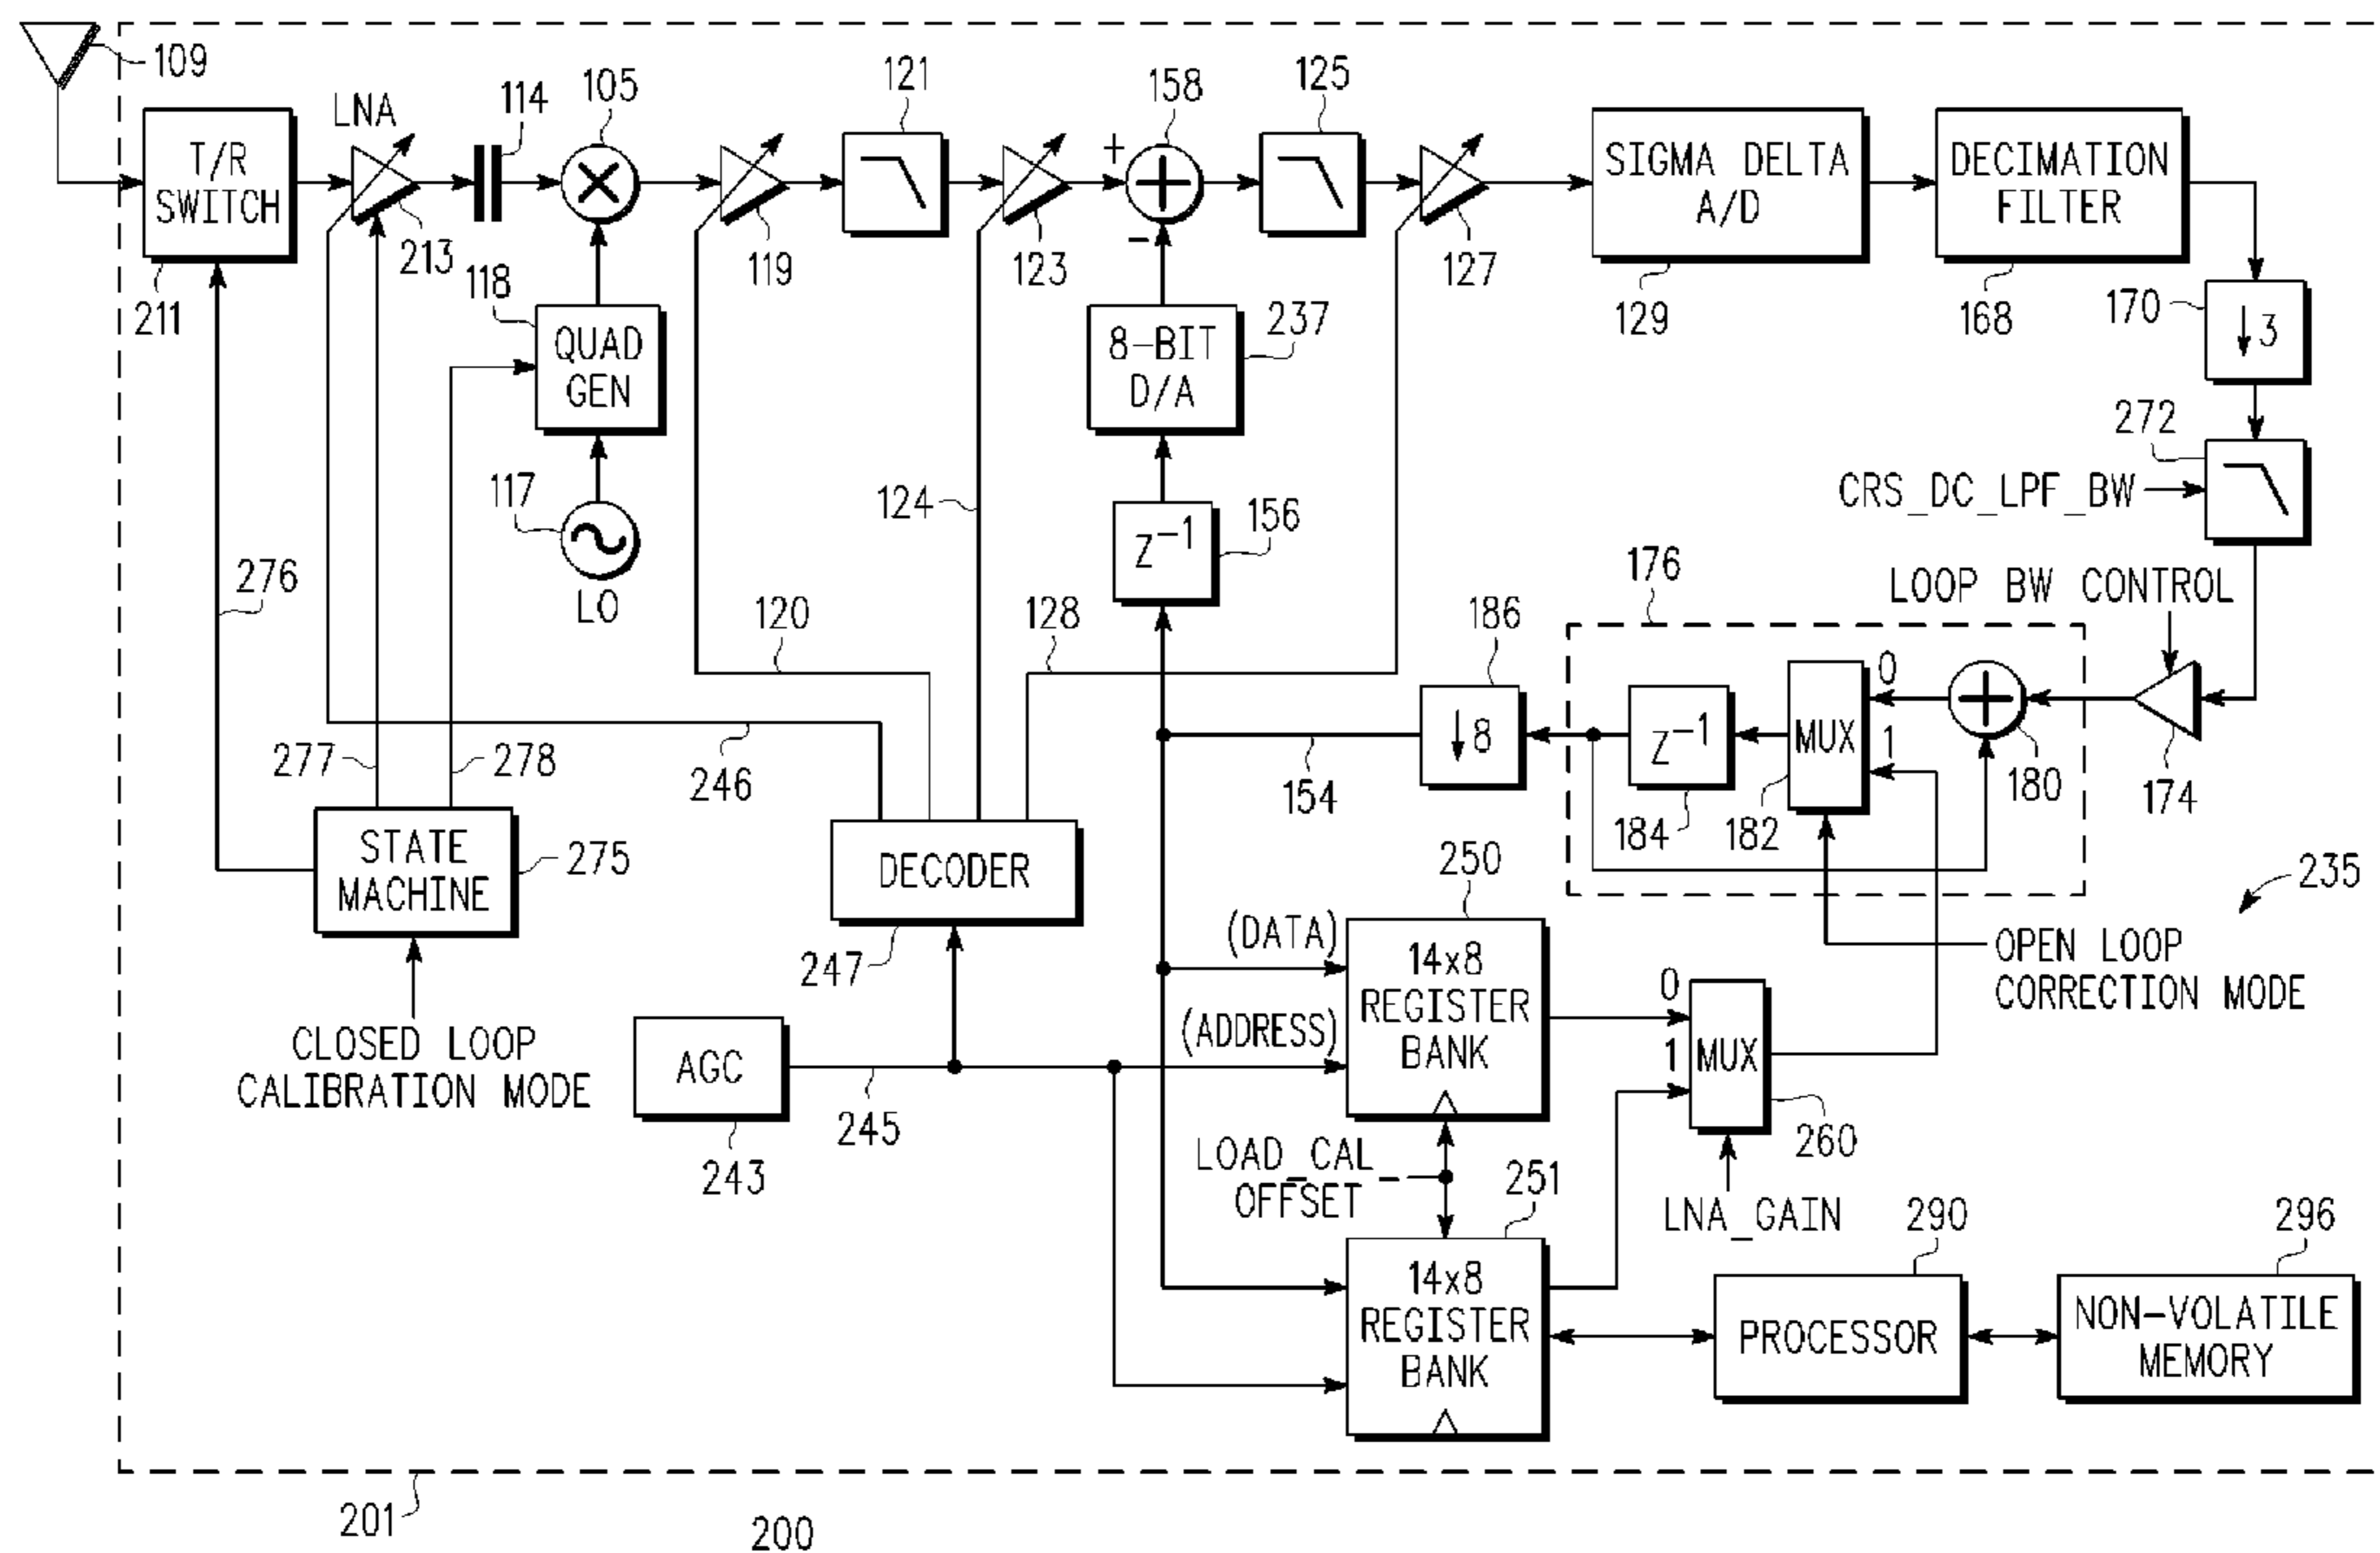 109
T/R
SWITCH
211
LNA
213
114
105
118
QUAD
GEN
117
LO
119
121
123
+
158
-
125
127
SIGMA DELTA
A/D
129
DECIMATION
FILTER
168
170
↓3
272
CRS_DC_LPF_BW
8-BIT
D/A
237
Z⁻¹
156
124
120
128
276
277
278
246
STATE
MACHINE
275
CLOSED LOOP
CALIBRATION MODE
DECODER
247
AGC
243
245
186
↓8
154
176
Z⁻¹
184
MUX
0
1
182
180
LOOP BW CONTROL
174
235
OPEN LOOP
CORRECTION MODE
250
(DATA)
(ADDRESS)
14x8
REGISTER
BANK
0
1
MUX
260
LNA_GAIN
LOAD_CAL_
OFFSET
251
14x8
REGISTER
BANK
290
PROCESSOR
296
NON-VOLATILE
MEMORY
201
200